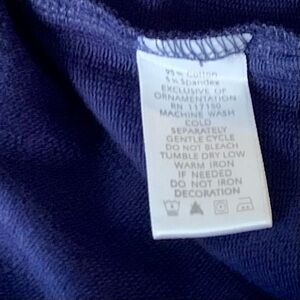 95% Cotton
5% Spandex
EXCLUSIVE OF
ORNAMENTATION
RN 117150
MACHINE WASH
COLD
SEPARATELY
GENTLE CYCLE
DO NOT BLEACH
TUMBLE DRY LOW
WARM IRON
IF NEEDED
DO NOT IRON
DECORATION